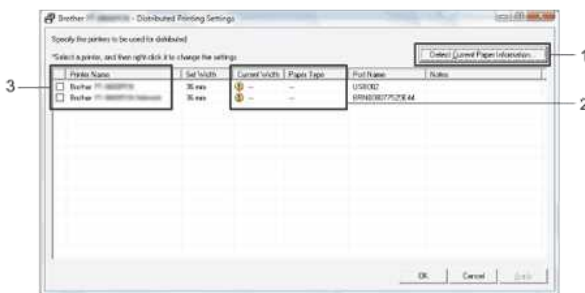 Brother - Distributed Printing Settings
Specify the printers to be used for distributed
*Select a printer, and then right click it to change the settings
Detect Current Paper Information...
1
Printer Name Set Width Current Width Paper Type Port Name Notes
3
Brother 36 mm -- -- USB002
2
Brother 36 mm -- --
OK Cancel Apply